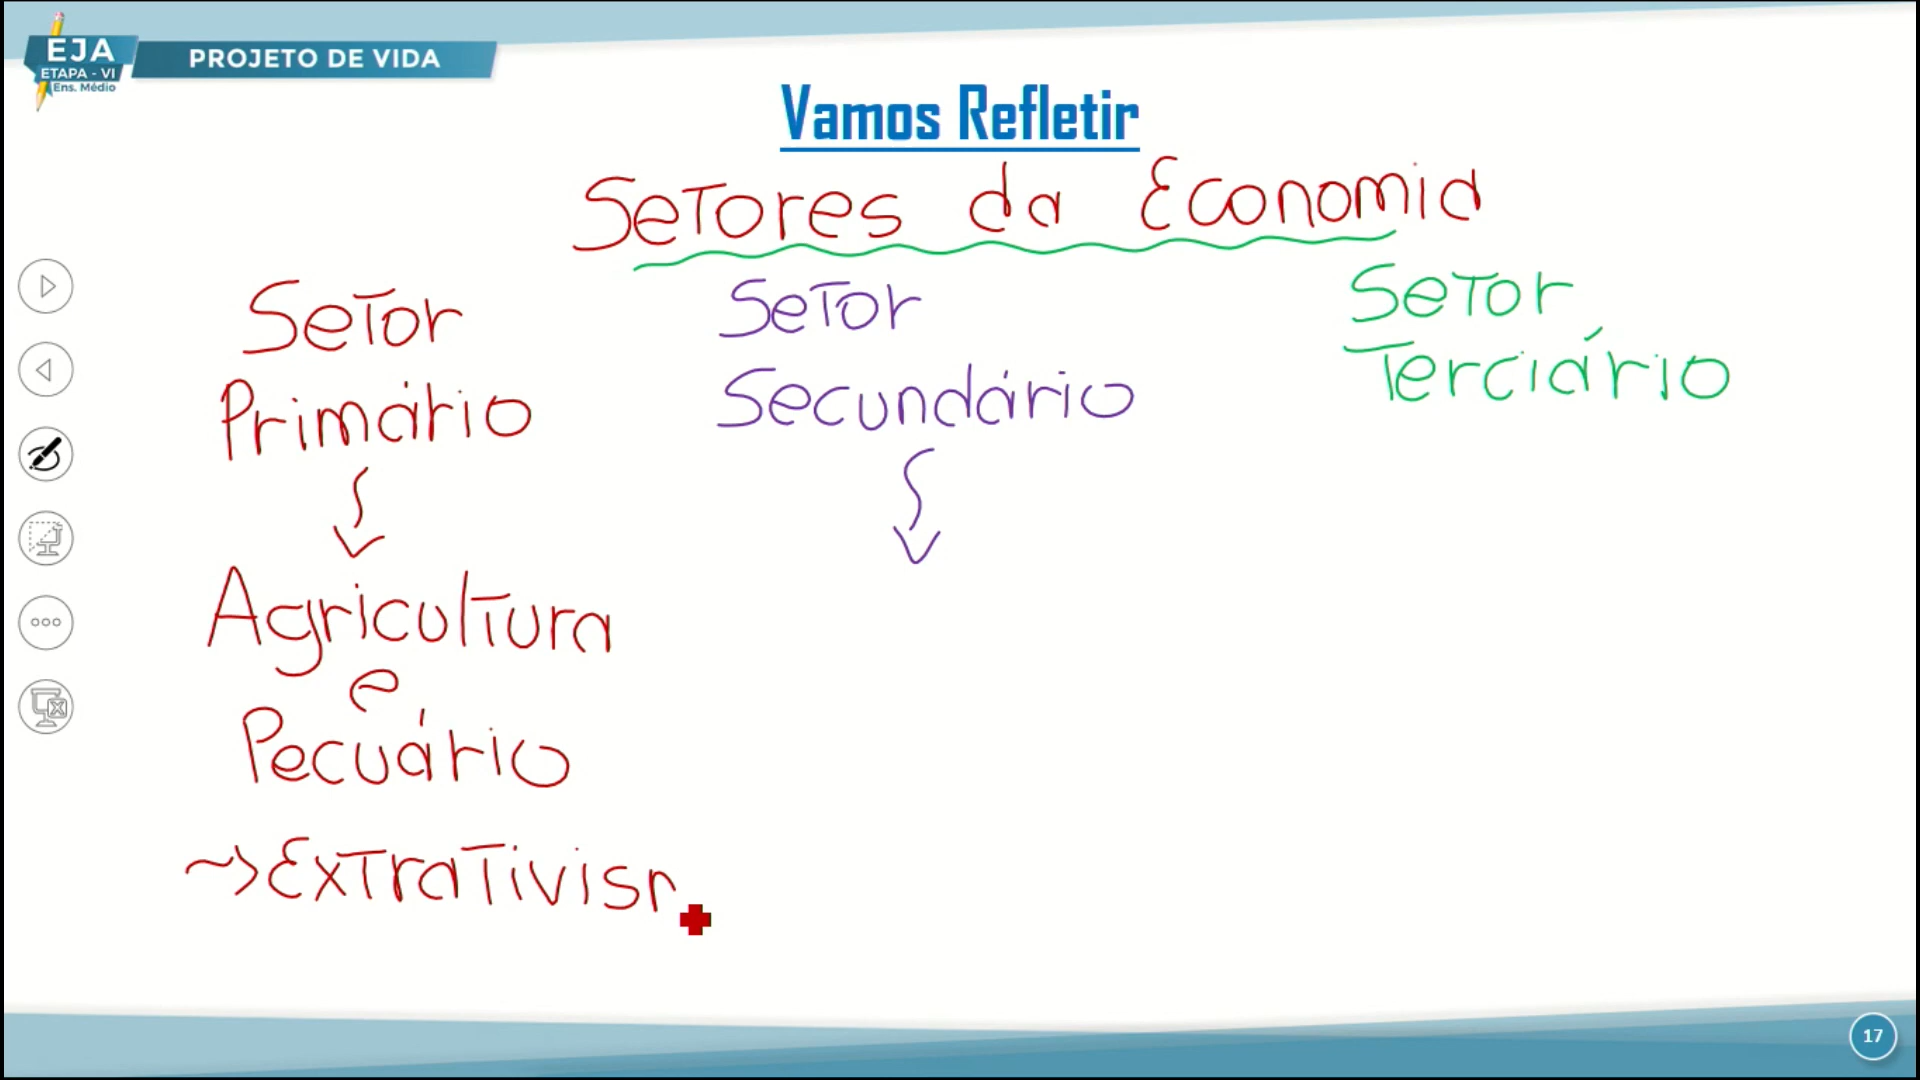 EJA
ETAPA - VI
Ens. Médio
PROJETO DE VIDA
Vamos Refletir
Setores da Economia
Setor
Primário
Agricultura
e
Pecuário
~> Extrativisr
Setor
Secundário
Setor
Terciário
17